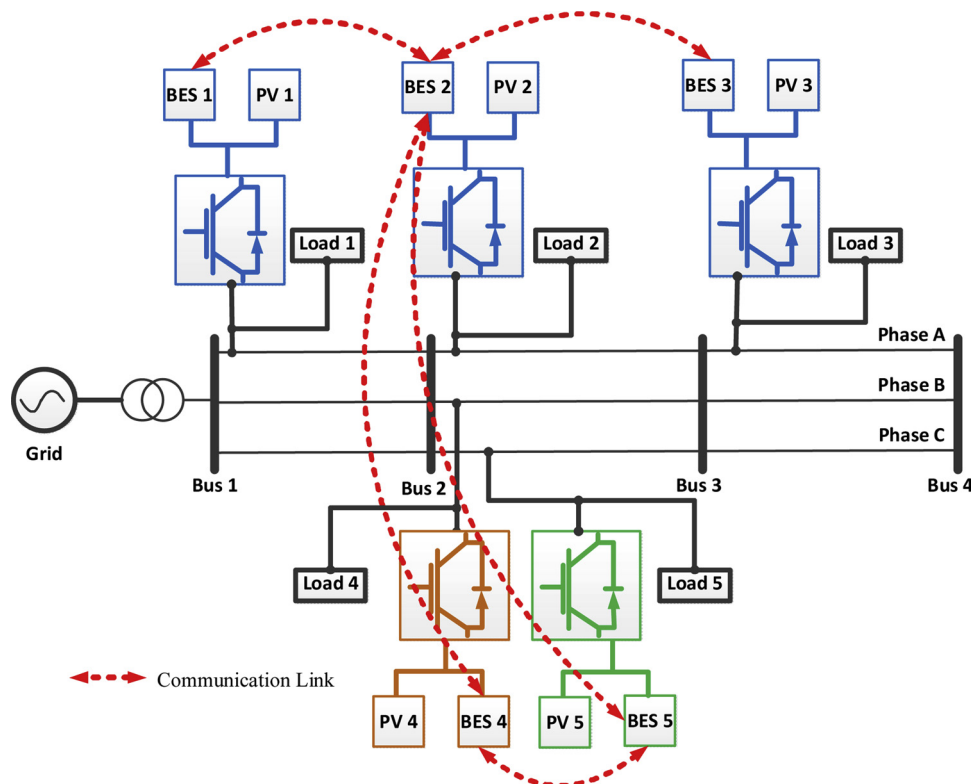 BES 1
PV 1
BES 2
PV 2
BES 3
PV 3
Load 1
Load 2
Load 3
Phase A
Phase B
Phase C
Grid
Bus 1
Bus 2
Bus 3
Bus 4
Load 4
Load 5
Communication Link
PV 4
BES 4
PV 5
BES 5